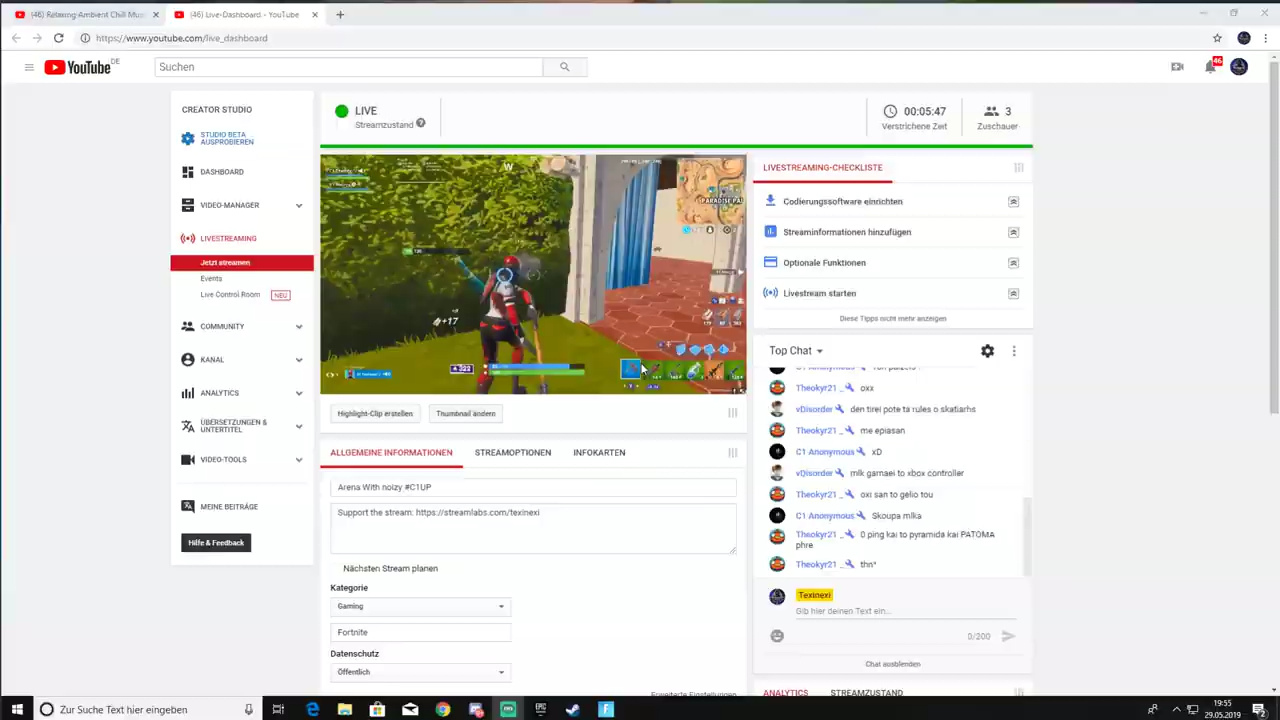 (46) Relaxing Ambient Chill Mus
(46) Live-Dashboard - YouTube
https://www.youtube.com/live_dashboard
YouTube DE
Suchen
46
CREATOR STUDIO
STUDIO BETA
AUSPROBIEREN
DASHBOARD
VIDEO-MANAGER
LIVESTREAMING
Jetzt streamen
Events
Live Control Room NEU
COMMUNITY
KANAL
ANALYTICS
ÜBERSETZUNGEN &
UNTERTITEL
VIDEO-TOOLS
MEINE BEITRÄGE
Hilfe & Feedback
LIVE
Streamzustand
00:05:47
Verstrichene Zeit
3
Zuschauer
W
PARADISE PAL
+17
322
Highlight-Clip erstellen
Thumbnail ändern
ALLGEMEINE INFORMATIONEN
STREAMOPTIONEN
INFOKARTEN
Arena With noizy #C1UP
Support the stream: https://streamlabs.com/texinexi
Nächsten Stream planen
Kategorie
Gaming
Fortnite
Datenschutz
Öffentlich
Erweiterte Einstellungen
LIVESTREAMING-CHECKLISTE
Codierungssoftware einrichten
Streaminformationen hinzufügen
Optionale Funktionen
Livestream starten
Diese Tipps nicht mehr anzeigen
Top Chat
Theokyr21 _ oxx
vDisorder den tirei pote ta rules o skatiarhs
Theokyr21 _ me epiasan
C1 Anonymous xD
vDisorder mlk garnaei to xbox controller
Theokyr21 _ oxi san to gelio tou
C1 Anonymous Skoupa mlka
Theokyr21 _ 0 ping kai to pyramida kai PATOMA
phre
Theokyr21 _ thn*
Texinexi
Gib hier deinen Text ein...
0/200
Chat ausblenden
ANALYTICS
STREAMZUSTAND
Zur Suche Text hier eingeben
19:55
29.05.2019
2